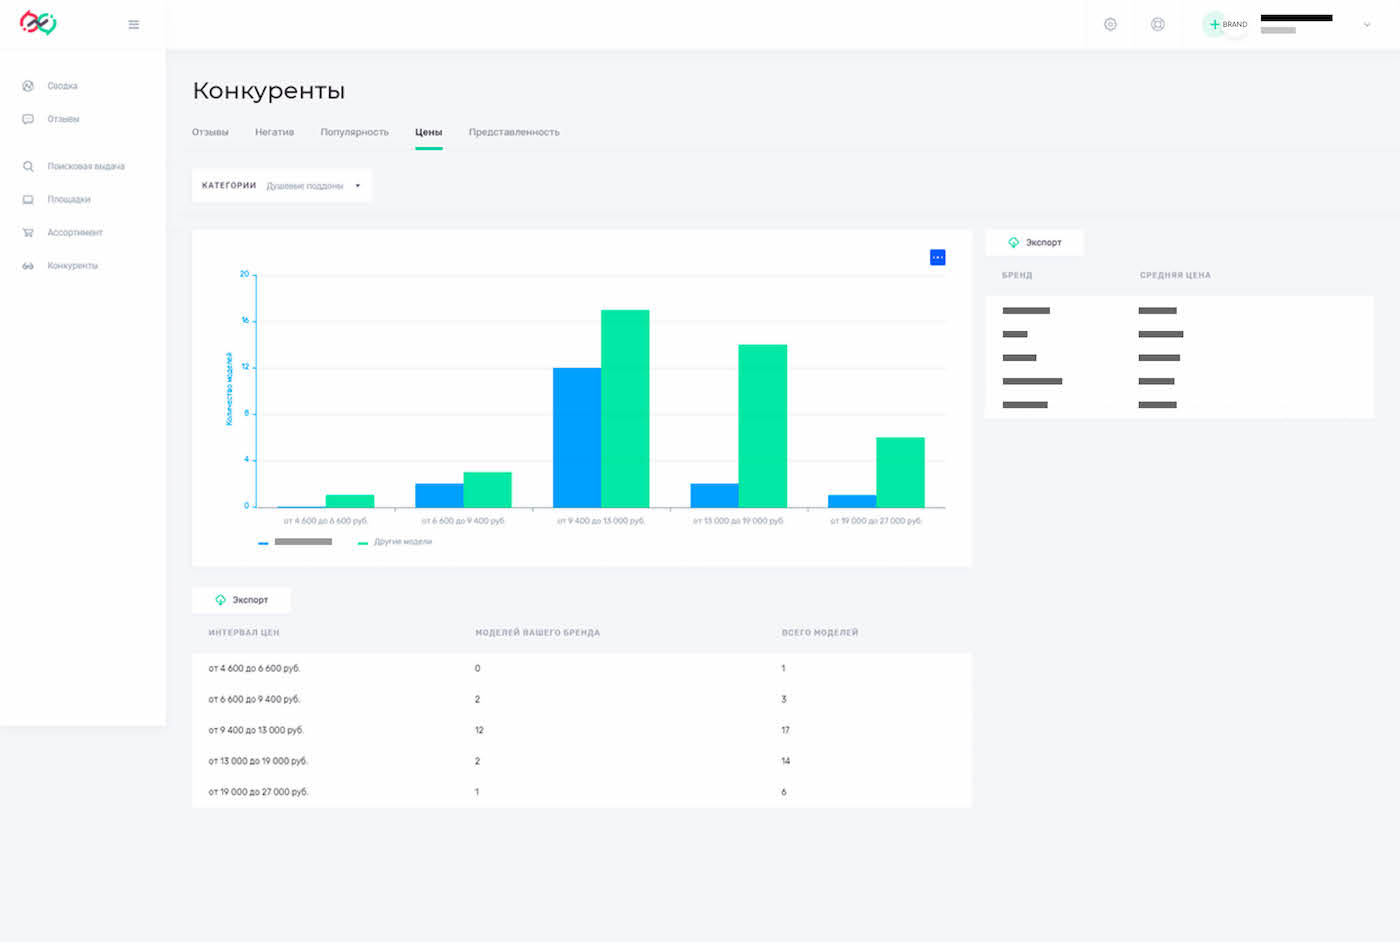 BRAND
Сводка
Отзывы
Поисковая выдача
Площадки
Ассортимент
Конкуренты
Конкуренты
Отзывы Негатив Популярность Цены Представленность
КАТЕГОРИИ Душевые поддоны
Количество моделей
20
16
12
8
4
0
от 4 600 до 6 600 руб. от 6 600 до 9 400 руб. от 9 400 до 13 000 руб. от 13 000 до 19 000 руб. от 19 000 до 27 000 руб.
Другие модели
Экспорт
БРЕНД СРЕДНЯЯ ЦЕНА
Экспорт
ИНТЕРВАЛ ЦЕН МОДЕЛЕЙ ВАШЕГО БРЕНДА ВСЕГО МОДЕЛЕЙ
от 4 600 до 6 600 руб. 0 1
от 6 600 до 9 400 руб. 2 3
от 9 400 до 13 000 руб. 12 17
от 13 000 до 19 000 руб. 2 14
от 19 000 до 27 000 руб. 1 6